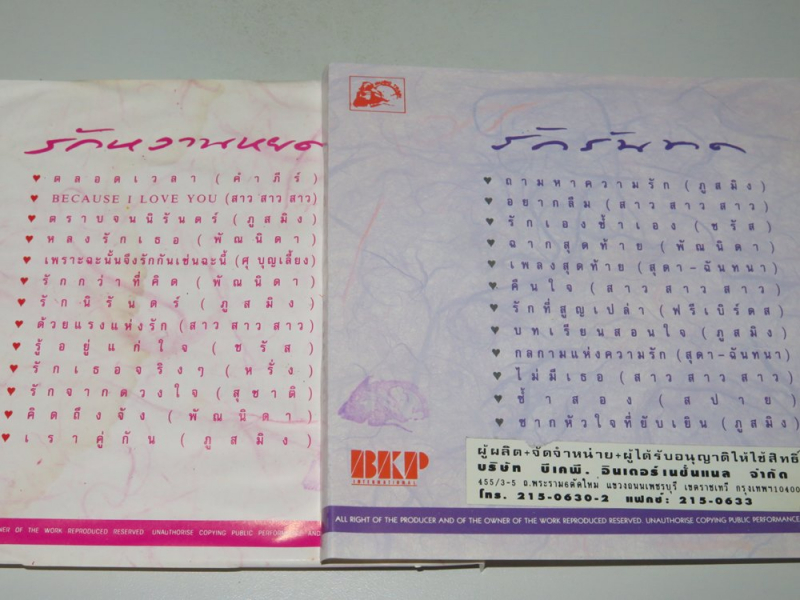 รักหวานหยด
♥ ตลอดเวลา (คำภีร์)
♥ BECAUSE I LOVE YOU (สาว สาว สาว)
♥ ตราบจนนิรันดร์ (ภูสมิง)
♥ หลงรักเธอ (พัณนิดา)
♥ เพราะฉะนั้นจึงรักกันเช่นฉะนี้ (ศุ บุญเลี้ยง)
♥ รักกว่าที่คิด (พัณนิดา)
♥ รักนิรันดร์ (ภูสมิง)
♥ ด้วยแรงแห่งรัก (สาว สาว สาว)
♥ รู้อยู่แก่ใจ (ชรัส)
♥ รักเธอจริงๆ (หรั่ง)
♥ รักจากดวงใจ (สุชาติ)
♥ คิดถึงจัง (พัณนิดา)
♥ เราคู่กัน (ภูสมิง)
OWNER OF THE WORK REPRODUCED RESERVED. UNAUTHORISE COPYING PUBLIC PERFORMANCE AND
รักรันทด
♥ ถามหาความรัก (ภูสมิง)
♥ อยากลืม (สาว สาว สาว)
♥ รักเองช้ำเอง (ชรัส)
♥ ฉากสุดท้าย (พัณนิดา)
♥ เพลงสุดท้าย (สุดา-ฉันทนา)
♥ คืนใจ (สาว สาว สาว)
♥ รักที่สูญเปล่า (ฟรีเบิร์ดส)
♥ บทเรียนสอนใจ (ภูสมิง)
♥ กลกามแห่งความรัก (สุดา-ฉันทนา)
♥ ไม่มีเธอ (สาว สาว สาว)
♥ ช้ำสอง (สปาย)
♥ ซากหัวใจที่ยับเยิน (ภูสมิง)
BKP
INTERNATIONAL
ผู้ผลิต+จัดจำหน่าย+ผู้ได้รับอนุญาติให้ใช้สิทธิ์
บริษัท บีเคพี. อินเตอร์เนชั่นแนล จำกัด
455/3-5 ถ.พระราม6ตัดใหม่ แขวงถนนเพชรบุรี เขตราชเทวี กรุงเทพฯ10400
โทร. 215-0630-2 แฟกซ์: 215-0633
ALL RIGHT OF THE PRODUCER AND OF THE OWNER OF THE WORK REPRODUCED RESERVED. UNAUTHORISE COPYING PUBLIC PERFORMANCE